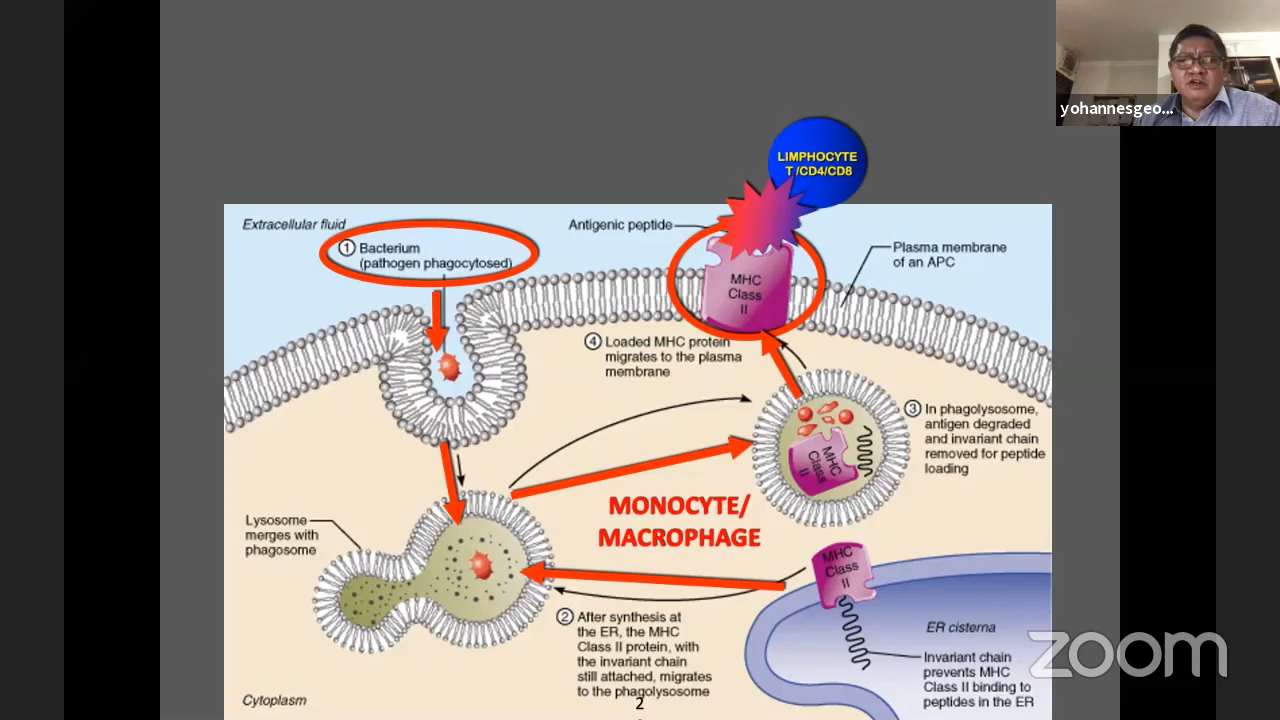 yohannesgeo...
LIMPHOCYTE
T /CD4/CD8
Extracellular fluid
Antigenic peptide
1 Bacterium
(pathogen phagocytosed)
Plasma membrane
of an APC
MHC
Class
II
4 Loaded MHC protein
migrates to the plasma
membrane
3 In phagolysosome,
antigen degraded
and invariant chain
removed for peptide
loading
MHC
Class
II
MONOCYTE/
MACROPHAGE
Lysosome
merges with
phagosome
MHC
Class
II
2 After synthesis at
the ER, the MHC
Class II protein, with
the invariant chain
still attached, migrates
to the phagolysosome
ER cisterna
Invariant chain
prevents MHC
Class II binding to
peptides in the ER
Cytoplasm
2
zoom